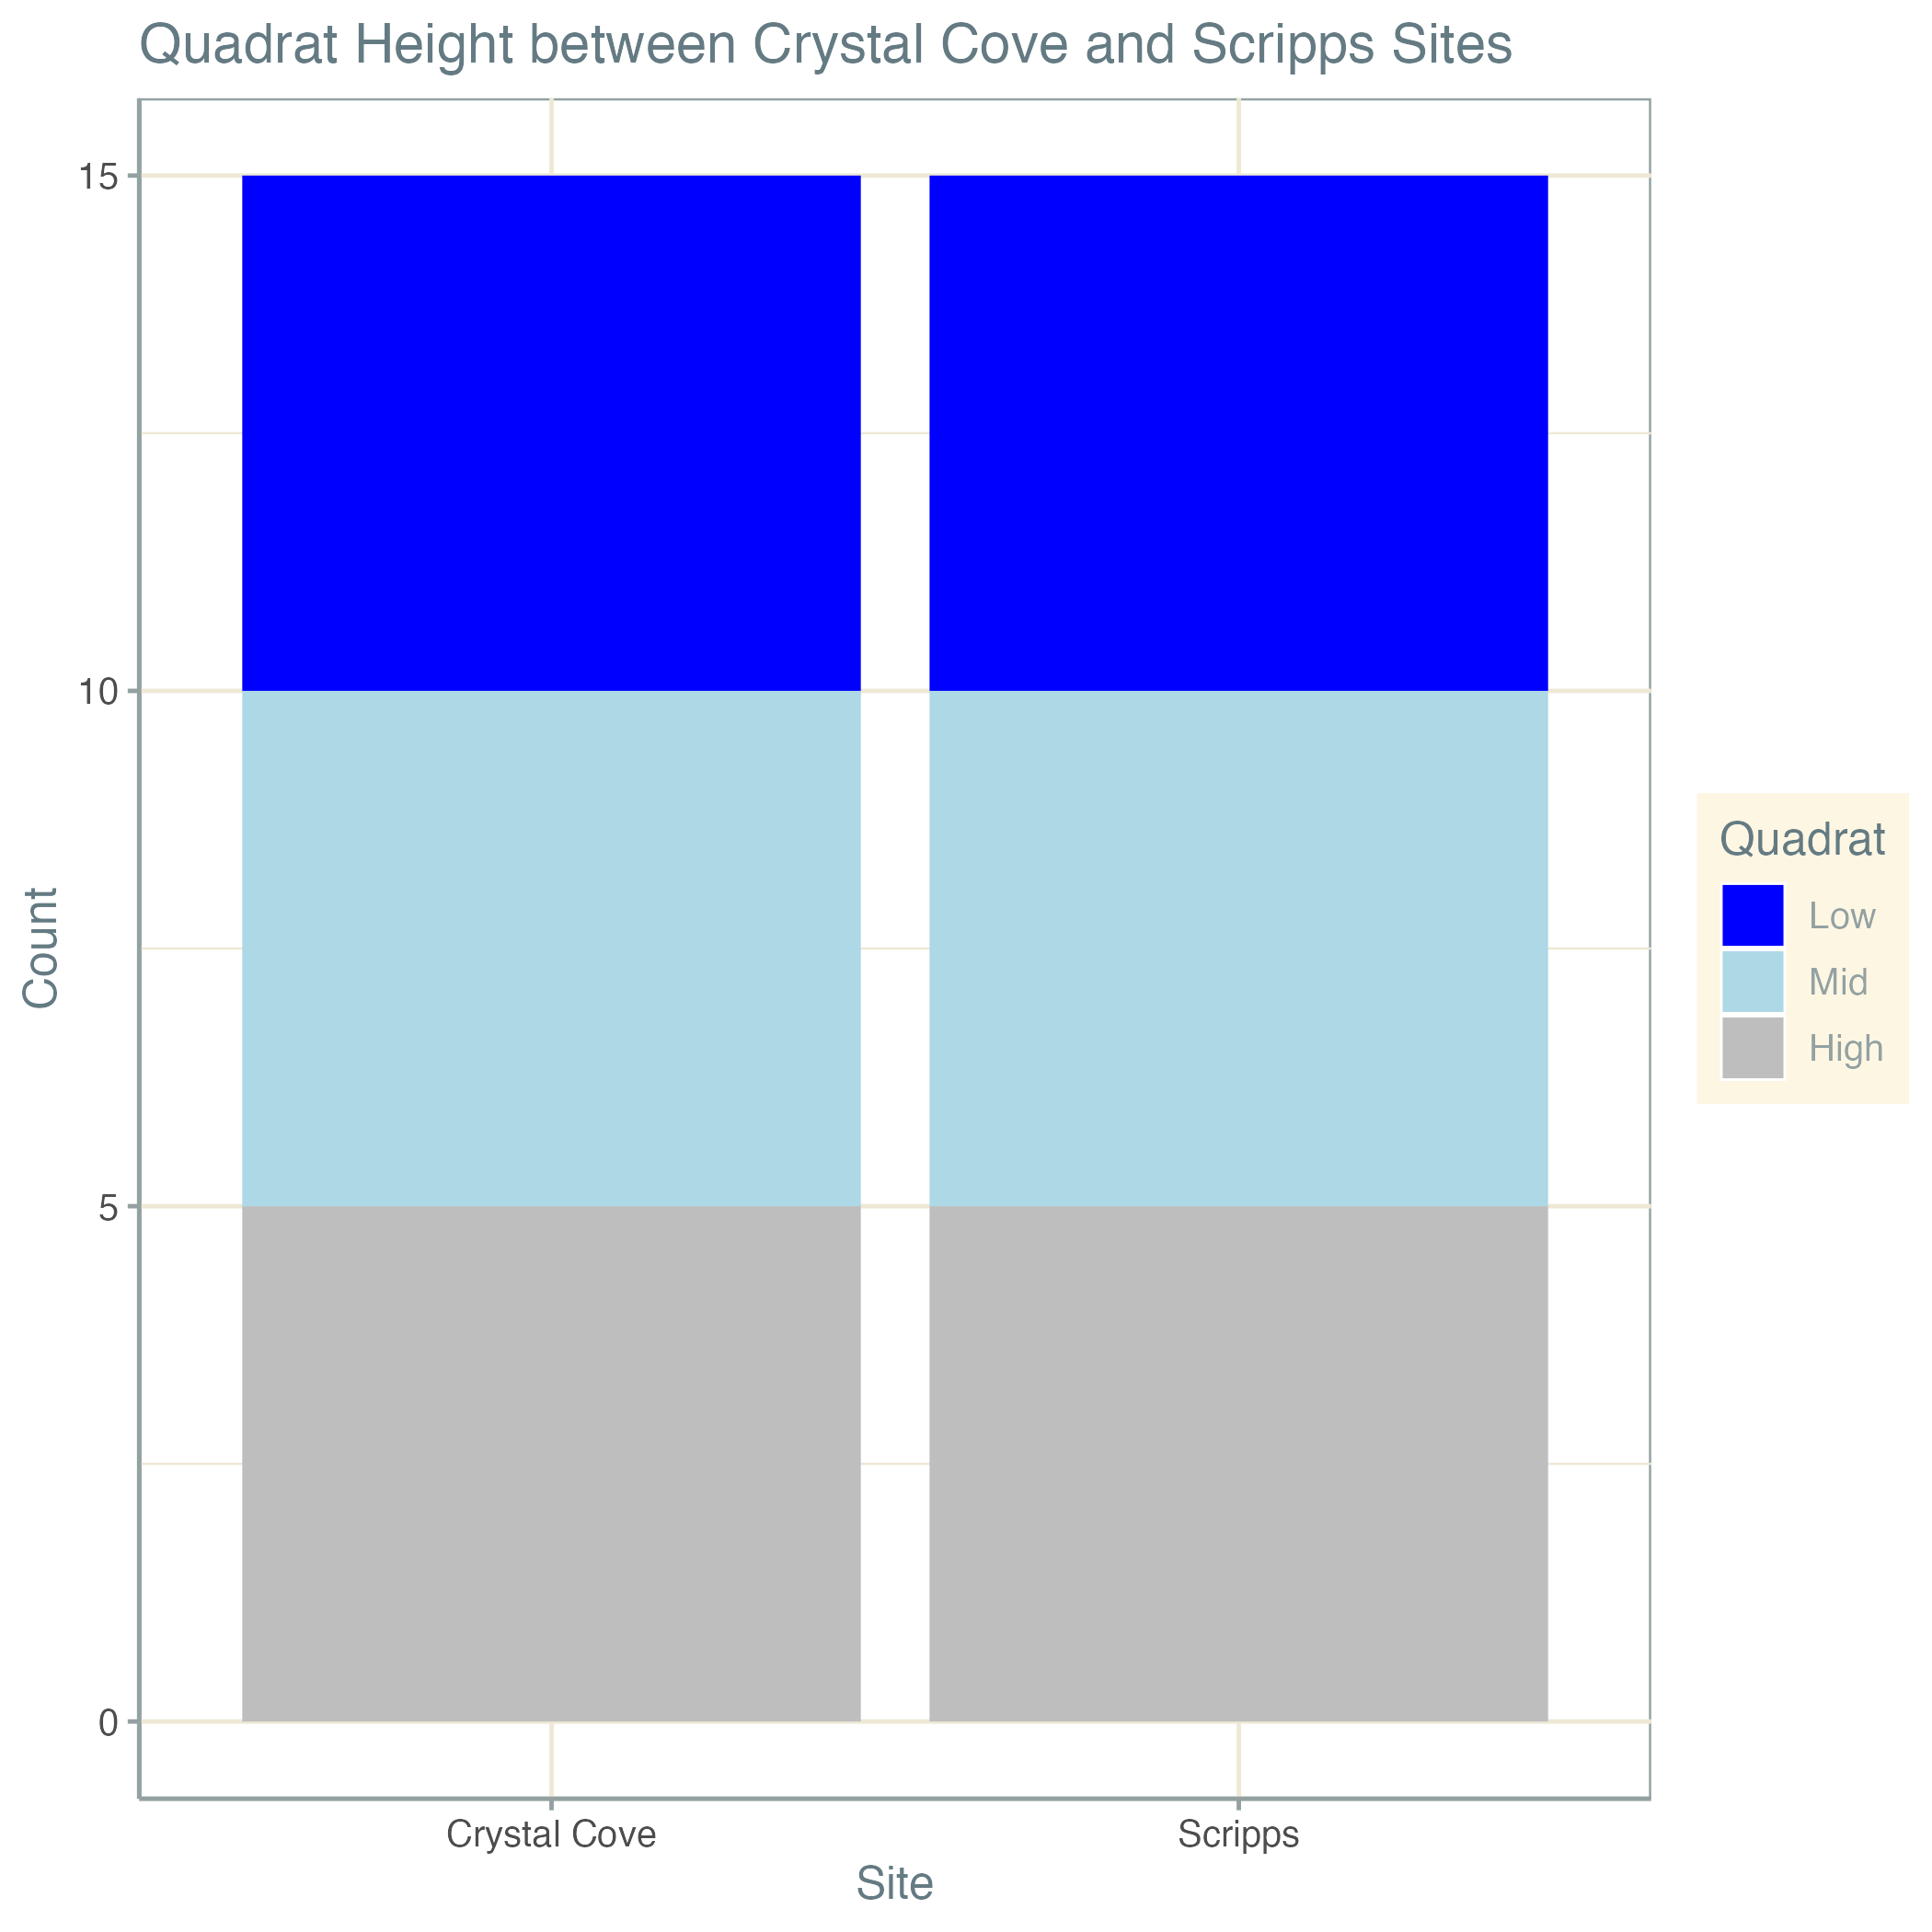 Quadrat Height between Crystal Cove and Scripps Sites
15
10
5
0
Count
Crystal Cove
Scripps
Site
Quadrat
Low
Mid
High